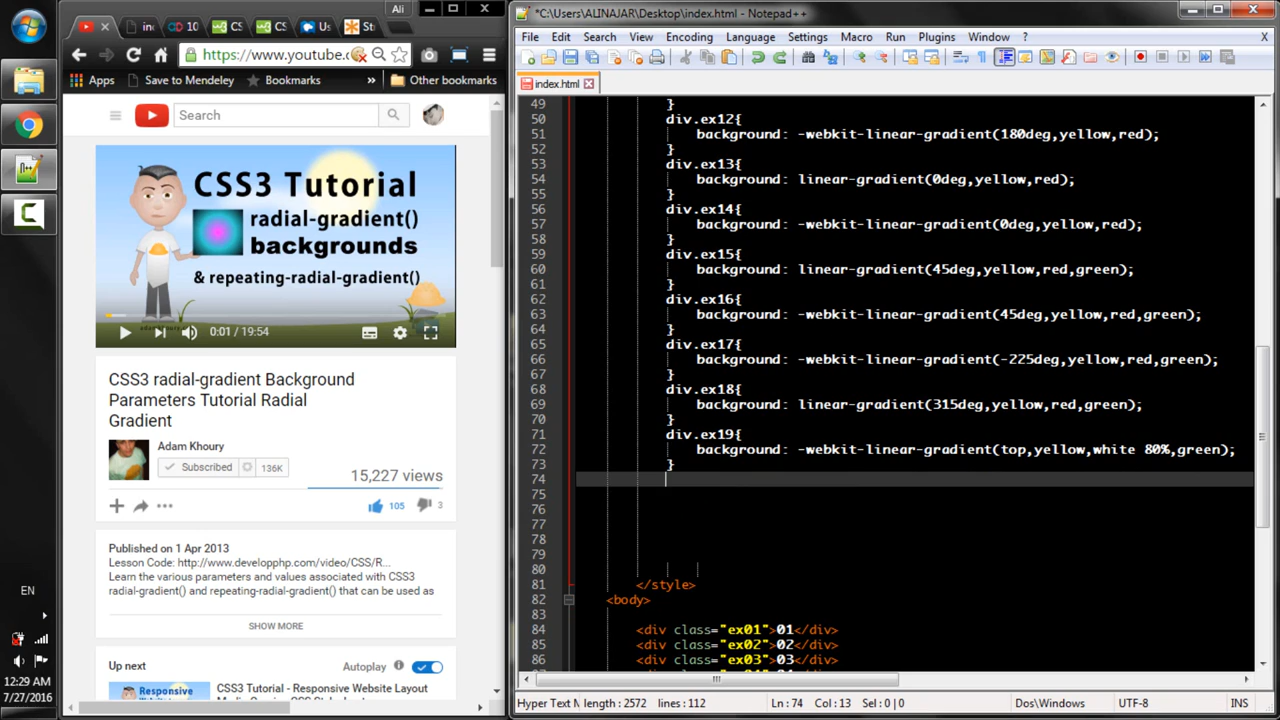 Ali
in
10
CS
CS
Us
St
https://www.youtube.c
Apps
Save to Mendeley
Bookmarks
»
Other bookmarks
Search
CSS3 Tutorial
radial-gradient()
backgrounds
& repeating-radial-gradient()
0:01 / 19:54
CSS3 radial-gradient Background
Parameters Tutorial Radial
Gradient
Adam Khoury
Subscribed
136K
15,227 views
105
3
Published on 1 Apr 2013
Lesson Code: http://www.developphp.com/video/CSS/R...
Learn the various parameters and values associated with CSS3
radial-gradient() and repeating-radial-gradient() that can be used as
SHOW MORE
Up next
Autoplay
Responsive
CSS3 Tutorial - Responsive Website Layout
EN
12:29 AM
7/27/2016
*C:\Users\ALINAJAR\Desktop\index.html - Notepad++
File Edit Search View Encoding Language Settings Macro Run Plugins Window X
index.html
49 }
50 div.ex12{
51 background: -webkit-linear-gradient(180deg,yellow,red);
52 }
53 div.ex13{
54 background: linear-gradient(0deg,yellow,red);
55 }
56 div.ex14{
57 background: -webkit-linear-gradient(0deg,yellow,red);
58 }
59 div.ex15{
60 background: linear-gradient(45deg,yellow,red,green);
61 }
62 div.ex16{
63 background: -webkit-linear-gradient(45deg,yellow,red,green);
64 }
65 div.ex17{
66 background: -webkit-linear-gradient(-225deg,yellow,red,green);
67 }
68 div.ex18{
69 background: linear-gradient(315deg,yellow,red,green);
70 }
71 div.ex19{
72 background: -webkit-linear-gradient(top,yellow,white 80%,green);
73 }
74
75
76
77
78
79
80
81 </style>
82 <body>
83
84 <div class="ex01">01</div>
85 <div class="ex02">02</div>
86 <div class="ex03">03</div>
Hyper Text M length : 2572 lines : 112 Ln : 74 Col : 13 Sel : 0 | 0 Dos\Windows UTF-8 INS